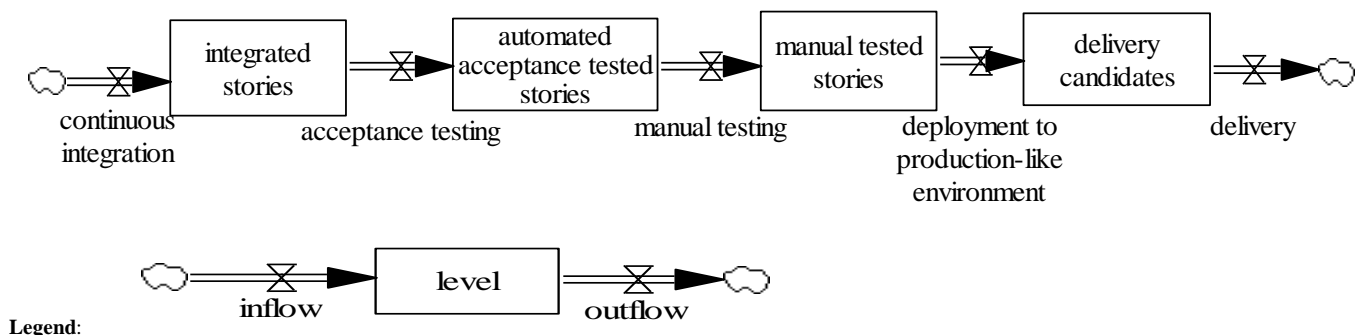 integrated
stories
automated
acceptance tested
stories
manual tested
stories
delivery
candidates
continuous
integration
acceptance testing
manual testing
deployment to
production-like
environment
delivery
level
inflow
outflow
Legend: